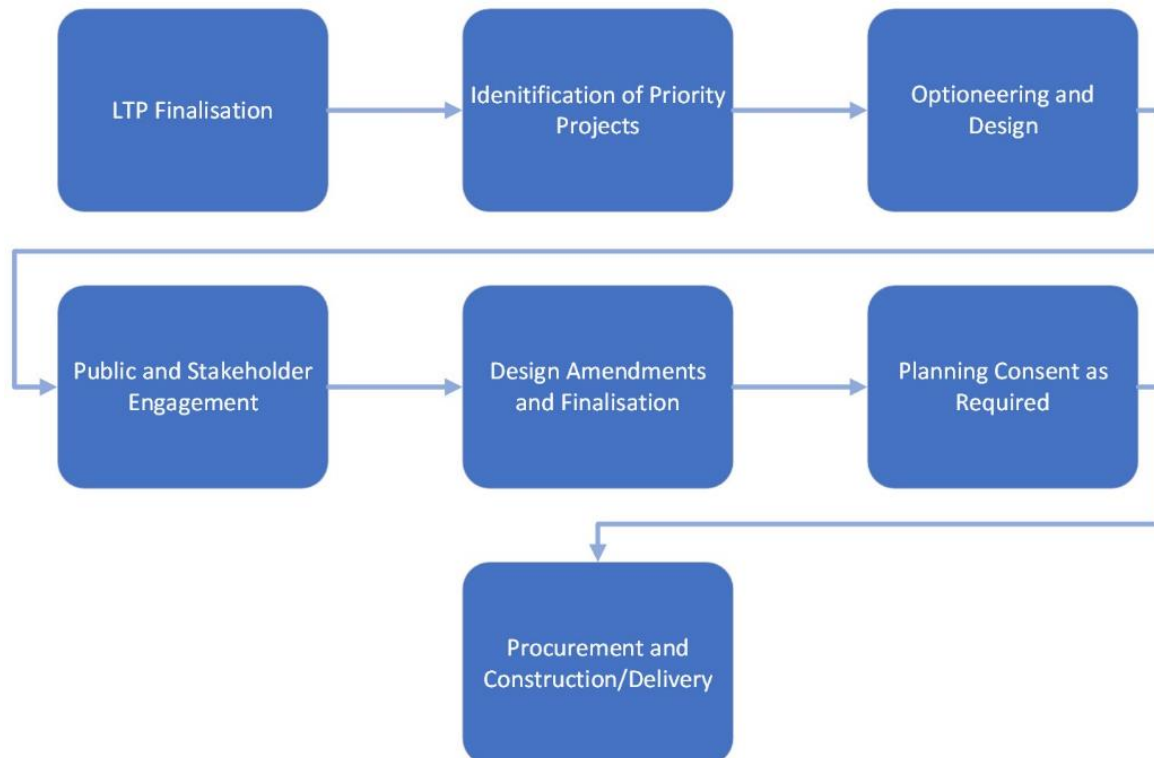 LTP Finalisation
Idenitification of Priority
Projects
Optioneering and
Design
Public and Stakeholder
Engagement
Design Amendments
and Finalisation
Planning Consent as
Required
Procurement and
Construction/Delivery